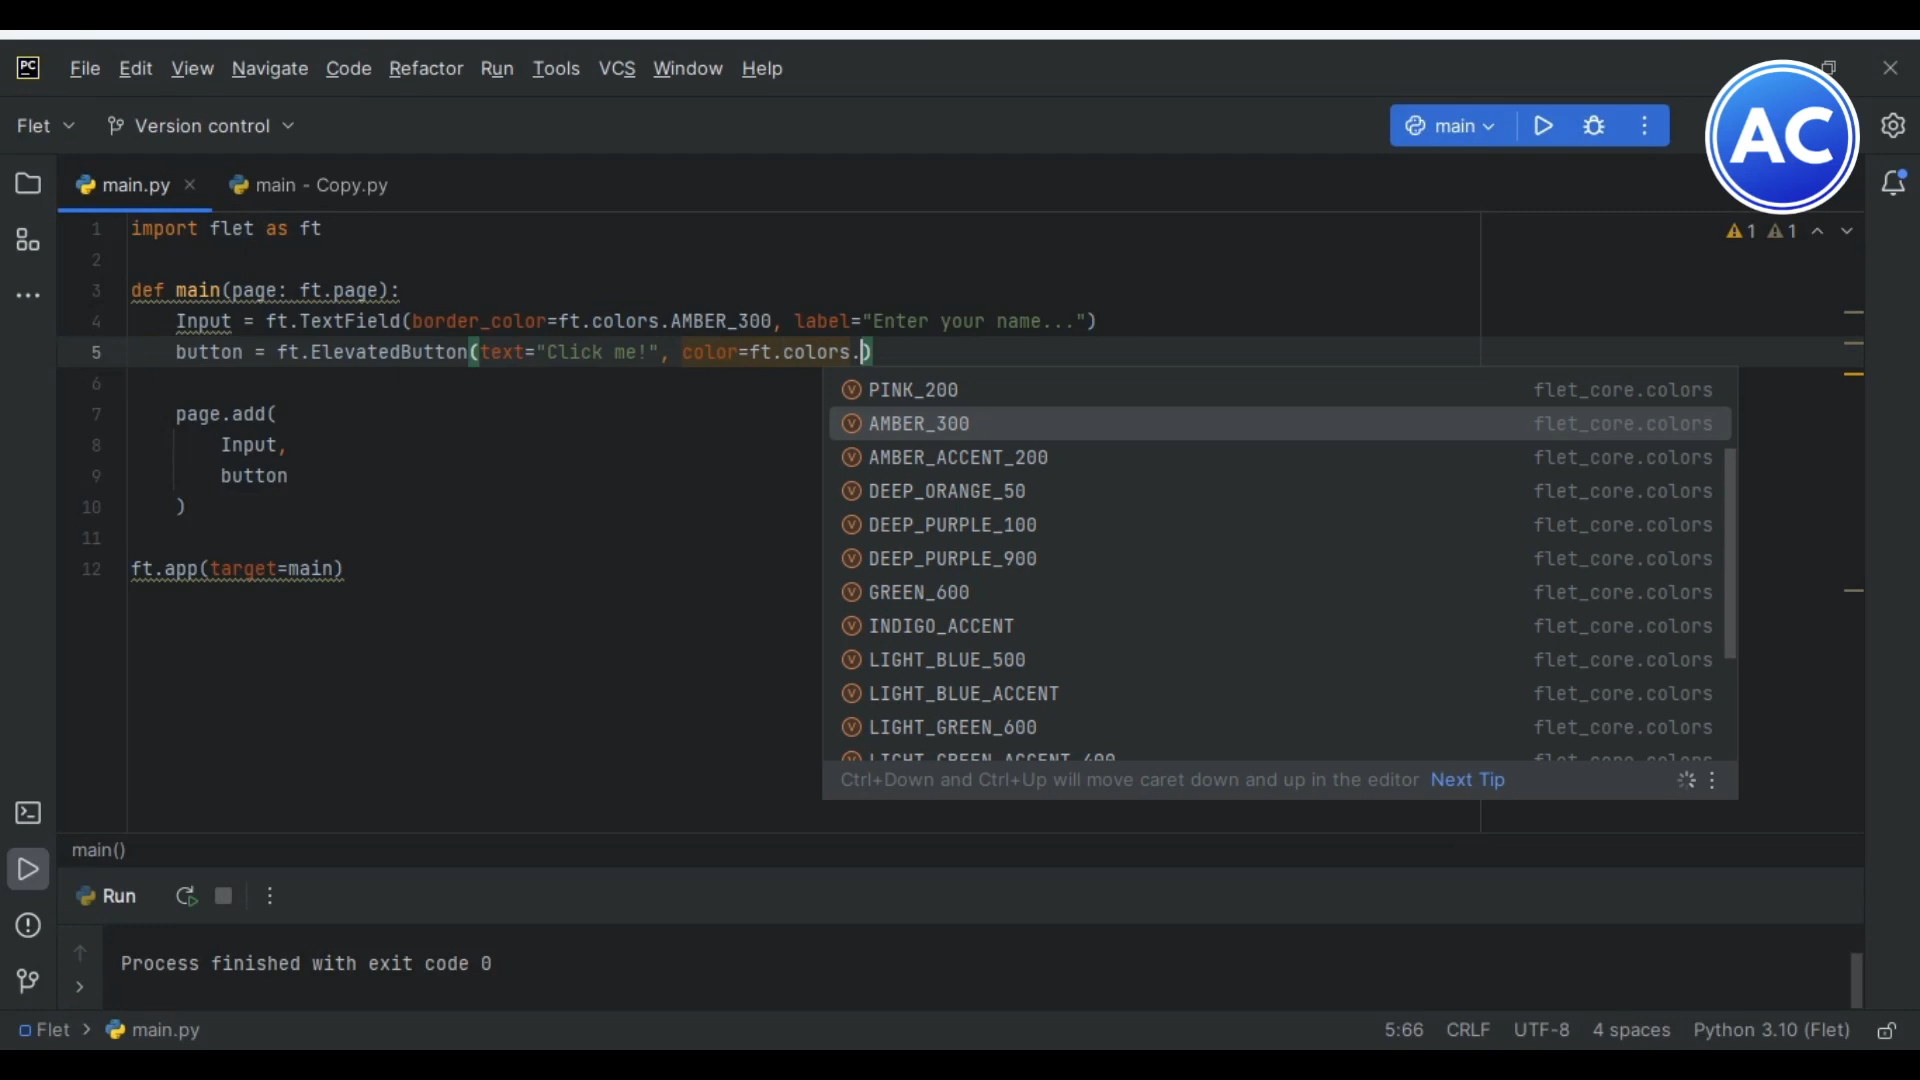 PC File Edit View Navigate Code Refactor Run Tools VCS Window Help
AC
Flet Version control main
main.py main - Copy.py
1 import flet as ft 1 1
2
3 def main(page: ft.page):
4 Input = ft.TextField(border_color=ft.colors.AMBER_300, label="Enter your name...")
5 button = ft.ElevatedButton(text="Click me!", color=ft.colors.)
6
PINK_200 flet_core.colors
7 page.add(
AMBER_300 flet_core.colors
8 Input,
AMBER_ACCENT_200 flet_core.colors
9 button
DEEP_ORANGE_50 flet_core.colors
10 )
DEEP_PURPLE_100 flet_core.colors
11
DEEP_PURPLE_900 flet_core.colors
12 ft.app(target=main)
GREEN_600 flet_core.colors
INDIGO_ACCENT flet_core.colors
LIGHT_BLUE_500 flet_core.colors
LIGHT_BLUE_ACCENT flet_core.colors
LIGHT_GREEN_600 flet_core.colors
LIGHT_GREEN_ACCENT_400 flet_core.colors
Ctrl+Down and Ctrl+Up will move caret down and up in the editor Next Tip
main()
Run
Process finished with exit code 0
Flet > main.py 5:66 CRLF UTF-8 4 spaces Python 3.10 (Flet)